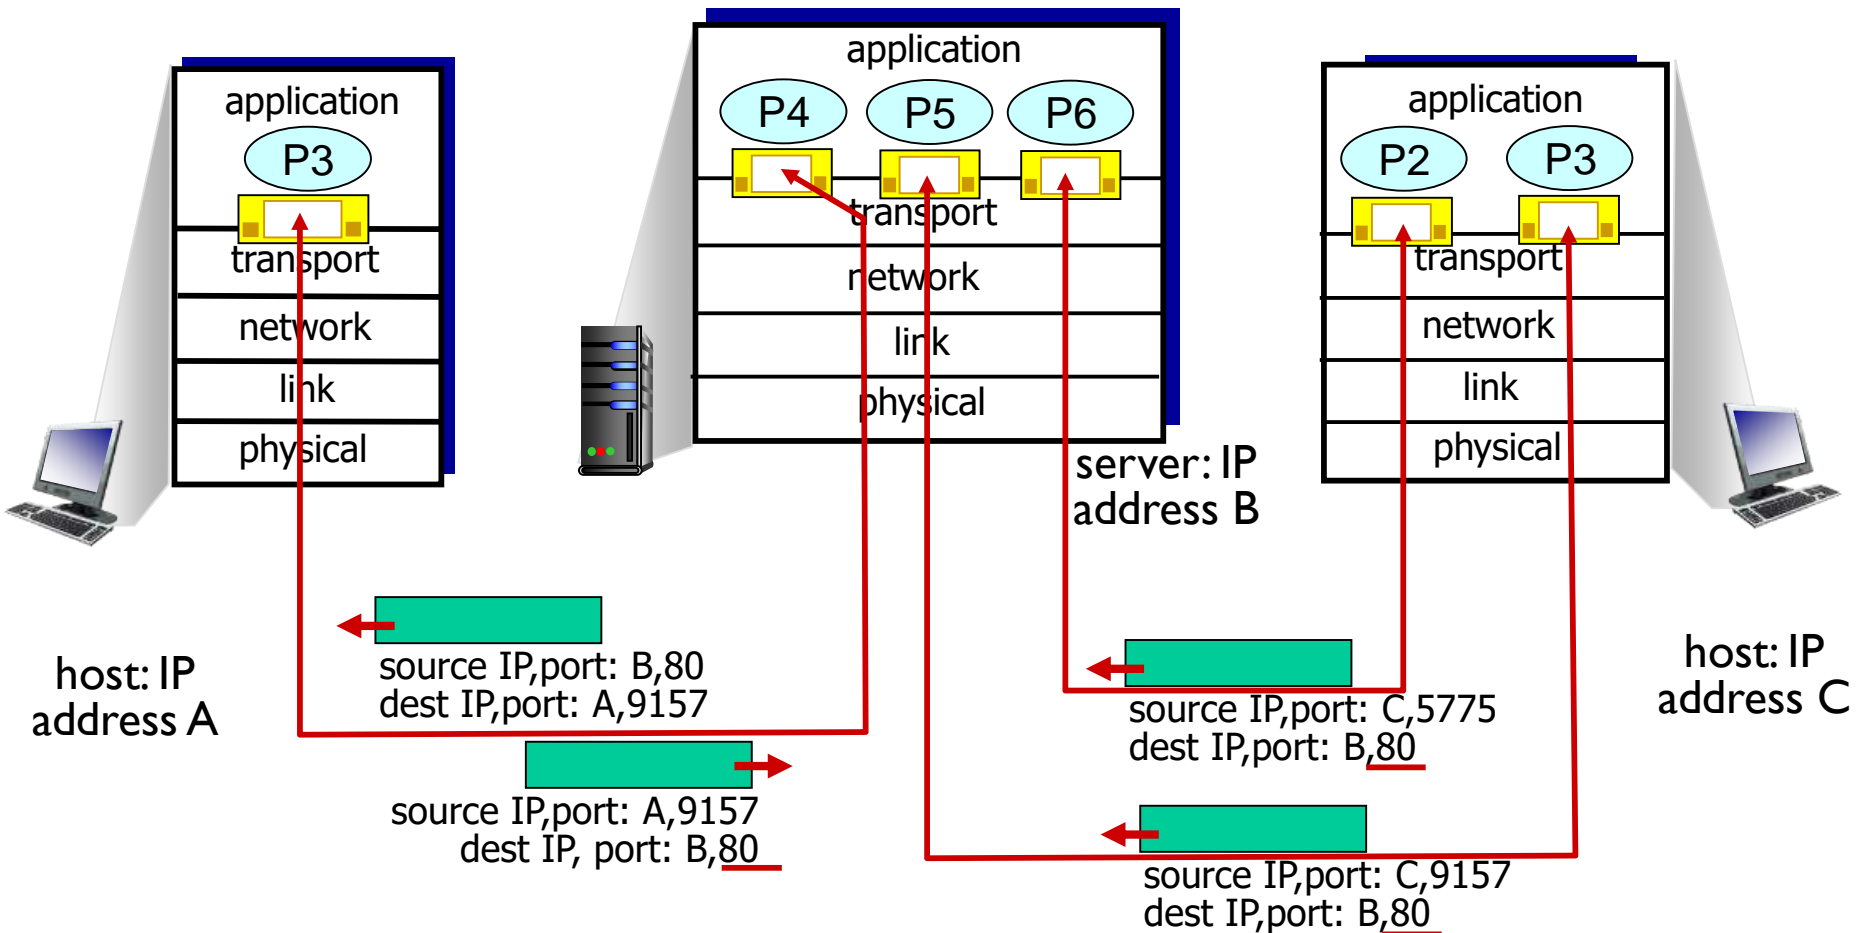 application
P3
transport
network
link
physical
host: IP
address A
application
P4
P5
P6
transport
network
link
physical
server: IP
address B
application
P2
P3
transport
network
link
physical
host: IP
address C
source IP,port: B,80
dest IP,port: A,9157
source IP,port: A,9157
dest IP, port: B,80
source IP,port: C,5775
dest IP,port: B,80
source IP,port: C,9157
dest IP,port: B,80